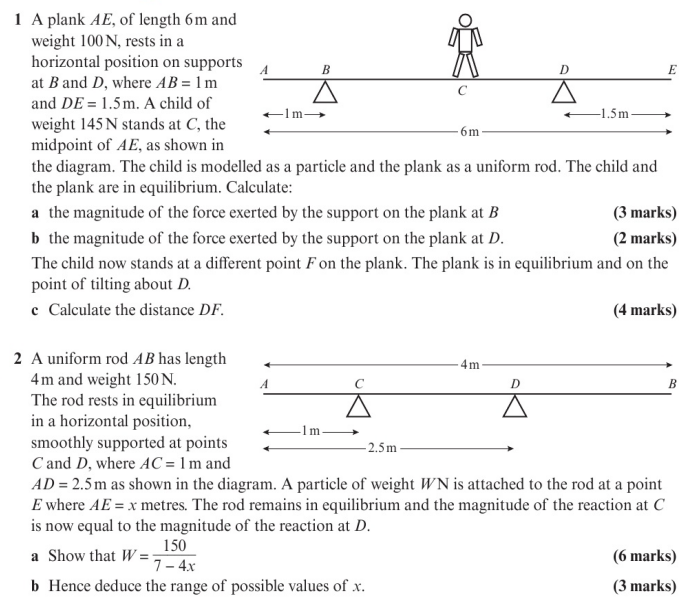 1 A plank AE, of length 6 m and
weight 100 N, rests in a
horizontal position on supports
at B and D, where AB = 1 m
and DE = 1.5 m. A child of
weight 145 N stands at C, the
midpoint of AE, as shown in
the diagram. The child is modelled as a particle and the plank as a uniform rod. The child and
the plank are in equilibrium. Calculate:
A B C D E
1 m 1.5 m
6 m
a the magnitude of the force exerted by the support on the plank at B (3 marks)
b the magnitude of the force exerted by the support on the plank at D. (2 marks)
The child now stands at a different point F on the plank. The plank is in equilibrium and on the
point of tilting about D.
c Calculate the distance DF. (4 marks)
2 A uniform rod AB has length
4 m and weight 150 N.
The rod rests in equilibrium
in a horizontal position,
smoothly supported at points
C and D, where AC = 1 m and
4 m
A C D B
1 m
2.5 m
AD = 2.5 m as shown in the diagram. A particle of weight W N is attached to the rod at a point
E where AE = x metres. The rod remains in equilibrium and the magnitude of the reaction at C
is now equal to the magnitude of the reaction at D.
a Show that W = 150 / (7 − 4x) (6 marks)
b Hence deduce the range of possible values of x. (3 marks)